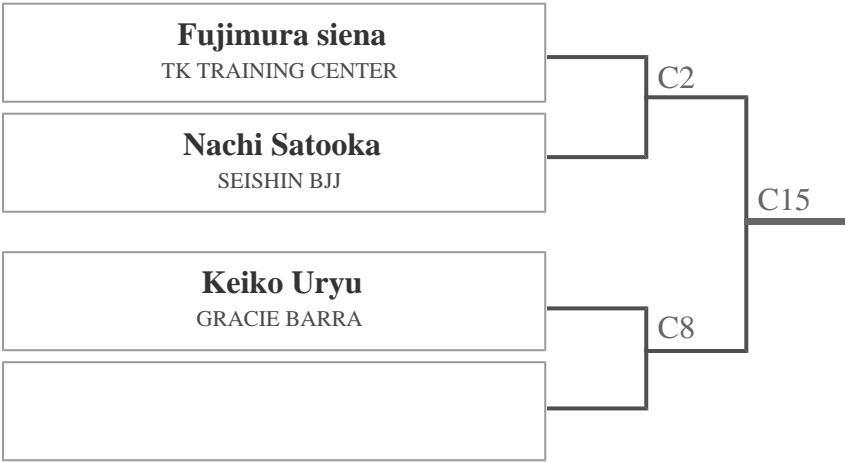 Fujimura siena
TK TRAINING CENTER
C2
Nachi Satooka
SEISHIN BJJ
C15
Keiko Uryu
GRACIE BARRA
C8